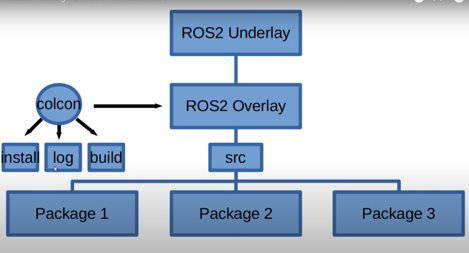 ROS2 Underlay
colcon
ROS2 Overlay
install
log
build
src
Package 1
Package 2
Package 3